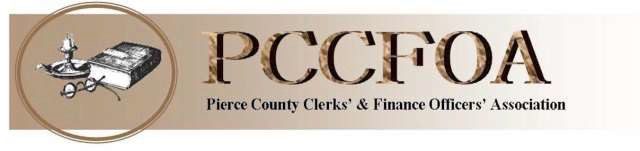 PCCFOA
Pierce County Clerks' & Finance Officers' Association